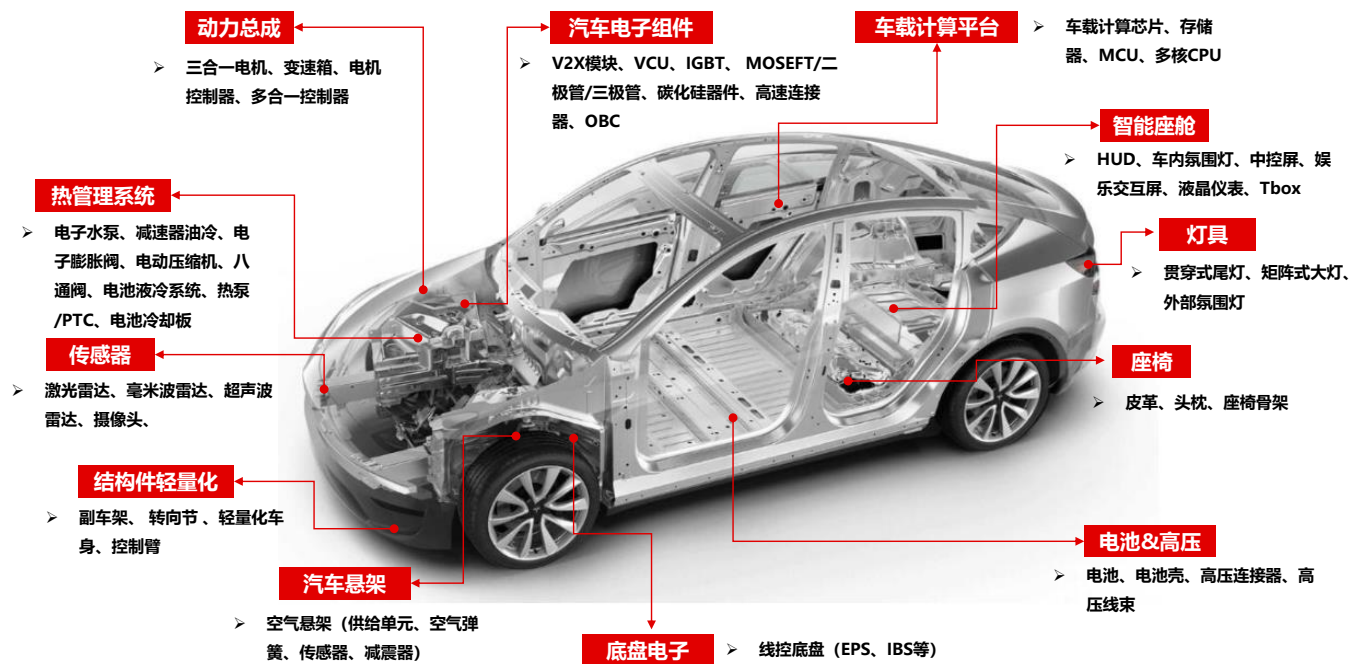 动力总成
三合一电机、变速箱、电机
控制器、多合一控制器
汽车电子组件
V2X模块、VCU、IGBT、 MOSEFT/二
极管/三极管、碳化硅器件、高速连接
器、OBC
车载计算平台
车载计算芯片、存储
器、MCU、多核CPU
智能座舱
HUD、车内氛围灯、中控屏、娱
乐交互屏、液晶仪表、Tbox
热管理系统
电子水泵、减速器油冷、电
子膨胀阀、电动压缩机、八
通阀、电池液冷系统、热泵
/PTC、电池冷却板
灯具
贯穿式尾灯、矩阵式大灯、
外部氛围灯
传感器
激光雷达、毫米波雷达、超声波
雷达、摄像头、
座椅
皮革、头枕、座椅骨架
结构件轻量化
副车架、 转向节 、轻量化车
身、控制臂
电池&高压
电池、电池壳、高压连接器、高
压线束
汽车悬架
空气悬架（供给单元、空气弹
簧、传感器、减震器）
底盘电子
线控底盘（EPS、IBS等）